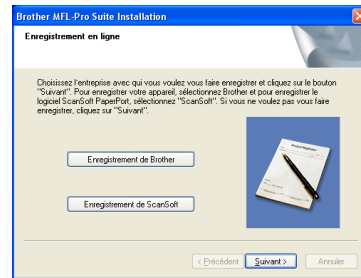 Brother MFL-Pro Suite Installation
Enregistrement en ligne
Choisissez l'entreprise avec qui vous voulez vous faire enregistrer et cliquez sur le bouton
"Suivant". Pour enregistrer votre appareil, sélectionnez Brother et pour enregistrer le
logiciel ScanSoft PaperPort, sélectionnez "ScanSoft". Si vous ne voulez pas vous faire
enregistrer, cliquez sur "Suivant".
Enregistrement de Brother
Enregistrement de ScanSoft
< Précédent Suivant > Annuler